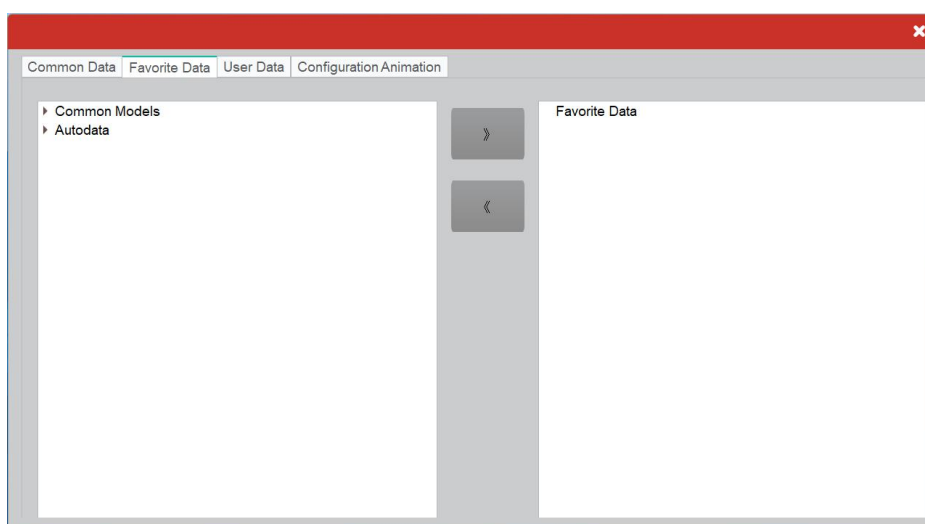 Common Data Favorite Data User Data Configuration Animation
Common Models
Autodata
Favorite Data